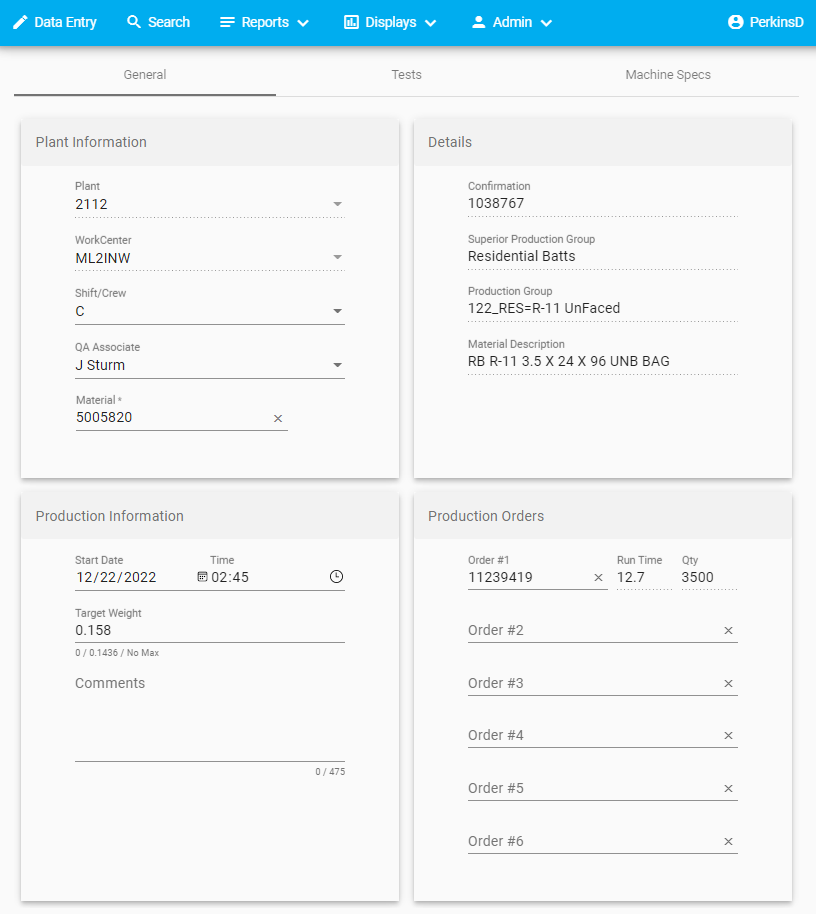 Data Entry Search Reports Displays Admin PerkinsD
General Tests Machine Specs
Plant Information
Plant
2112
WorkCenter
ML2INW
Shift/Crew
C
QA Associate
J Sturm
Material *
5005820
Details
Confirmation
1038767
Superior Production Group
Residential Batts
Production Group
122_RES=R-11 UnFaced
Material Description
RB R-11 3.5 X 24 X 96 UNB BAG
Production Information
Start Date Time
12/22/2022 02:45
Target Weight
0.158
0 / 0.1436 / No Max
Comments
0 / 475
Production Orders
Order #1 Run Time Qty
11239419 12.7 3500
Order #2
Order #3
Order #4
Order #5
Order #6